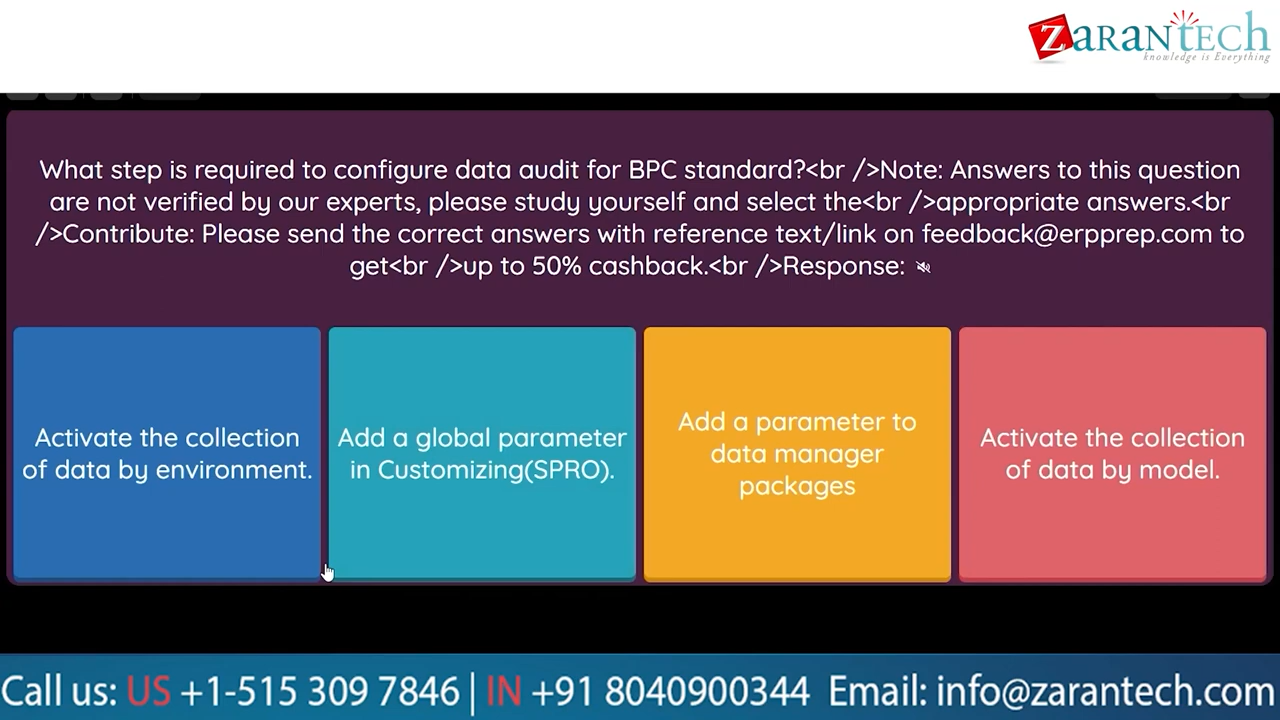 ZARANTECH
knowledge is Everything
What step is required to configure data audit for BPC standard?<br />Note: Answers to this question
are not verified by our experts, please study yourself and select the<br />appropriate answers.<br
/>Contribute: Please send the correct answers with reference text/link on feedback@erpprep.com to
get<br />up to 50% cashback.<br />Response:
Activate the collection
of data by environment.
Add a global parameter
in Customizing(SPRO).
Add a parameter to
data manager
packages
Activate the collection
of data by model.
Call us: US +1-515 309 7846 | IN +91 8040900344 Email: info@zarantech.com